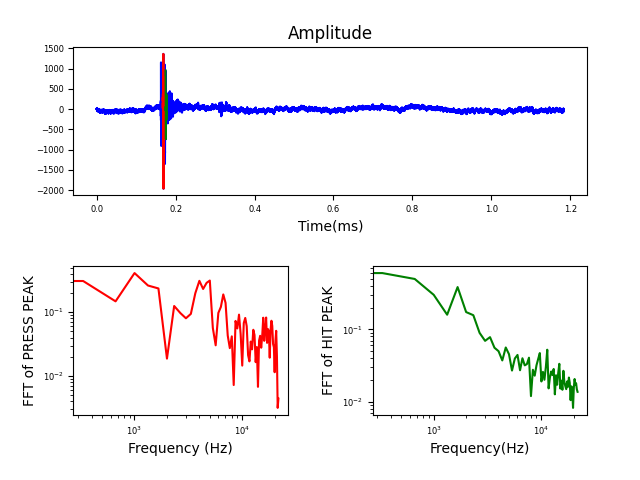 Amplitude
1500
1000
500
0
−500
−1000
−1500
−2000
0.0 0.2 0.4 0.6 0.8 1.0 1.2
Time(ms)
FFT of PRESS PEAK
10⁻¹
10⁻²
10³ 10⁴
Frequency (Hz)
FFT of HIT PEAK
10⁻¹
10⁻²
10³ 10⁴
Frequency(Hz)